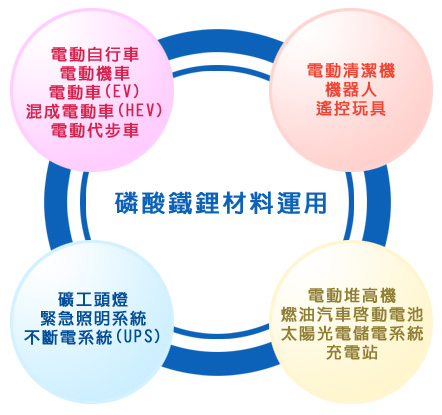 電動自行車
電動機車
電動車(EV)
混成電動車(HEV)
電動代步車
電動清潔機
機器人
遙控玩具
磷酸鐵鋰材料運用
礦工頭燈
緊急照明系統
不斷電系統(UPS)
電動堆高機
燃油汽車啓動電池
太陽光電儲電系統
充電站